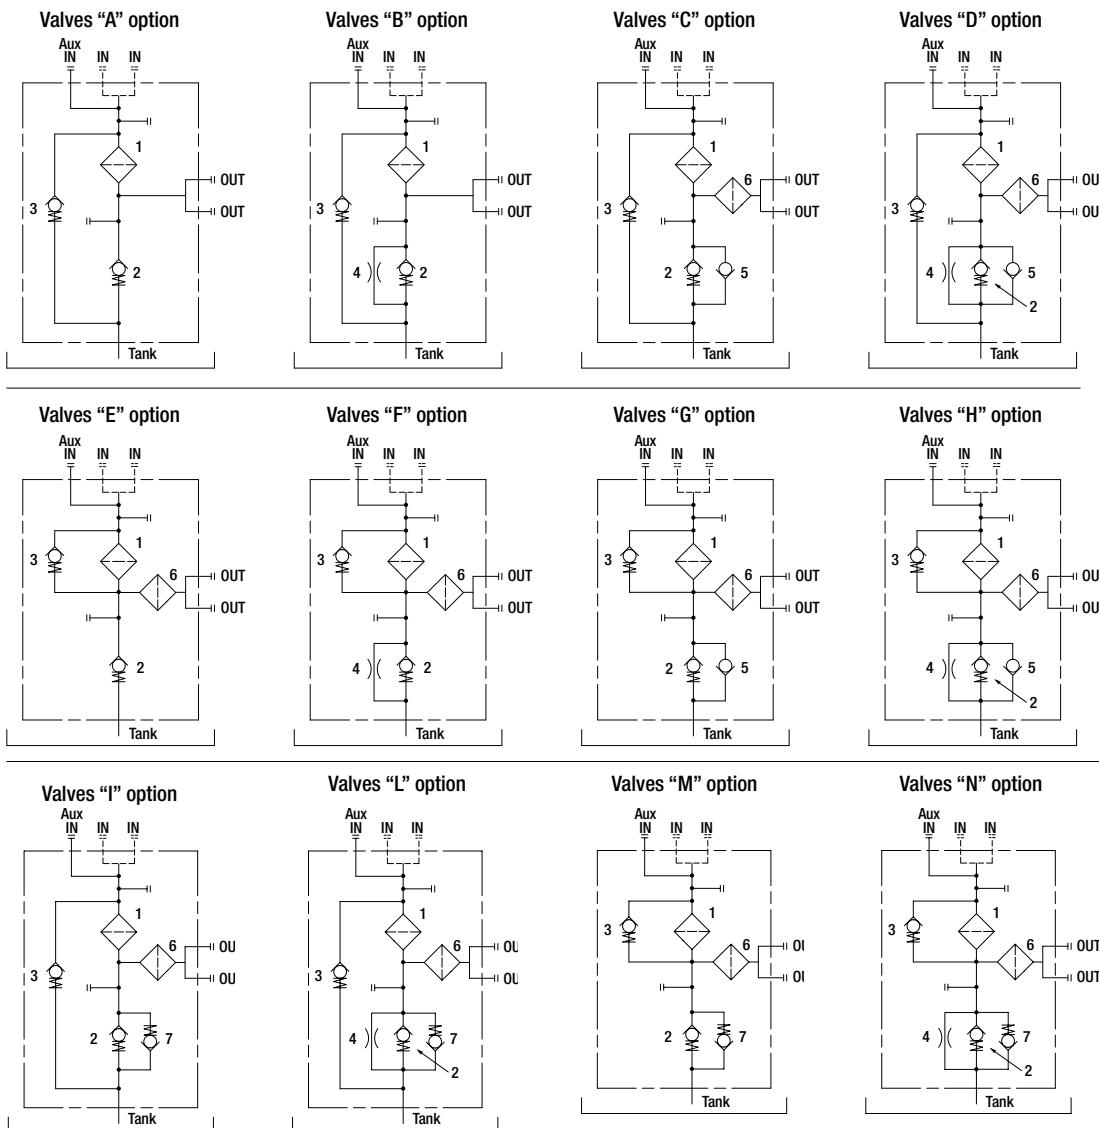 Valves “A” option
Aux
IN IN IN
1
OUT
OUT
3
2
Tank
Valves “B” option
Aux
IN IN IN
1
OUT
OUT
3
4
2
Tank
Valves “C” option
Aux
IN IN IN
1
6
OUT
OUT
3
2
5
Tank
Valves “D” option
Aux
IN IN IN
1
6
OU
OU
3
4
5
2
Tank
Valves “E” option
Aux
IN IN IN
3
1
6
OUT
OUT
2
Tank
Valves “F” option
Aux
IN IN IN
3
1
6
OUT
OUT
4
2
Tank
Valves “G” option
Aux
IN IN IN
3
1
6
OUT
OUT
2
5
Tank
Valves “H” option
Aux
IN IN IN
3
1
6
OU
OU
4
5
2
Tank
Valves “I” option
Aux
IN IN IN
1
6
OU
OU
3
2
7
Tank
Valves “L” option
Aux
IN IN IN
1
6
OU
OU
3
4
7
2
Tank
Valves “M” option
Aux
IN IN IN
1
3
6
2
7
Tank
Valves “N” option
Aux
IN IN IN
1
3
6
OUT
OUT
4
7
2
Tank